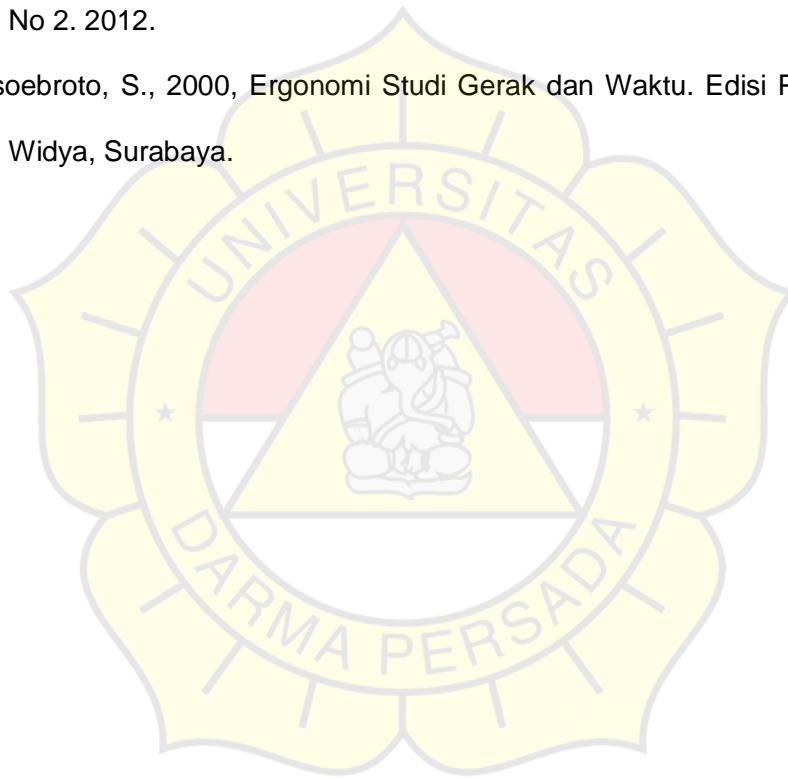 No 2. 2012.
soebroto, S., 2000, Ergonomi Studi Gerak dan Waktu. Edisi P
Widya, Surabaya.
UNIVERSITAS
DARMA PERSADA